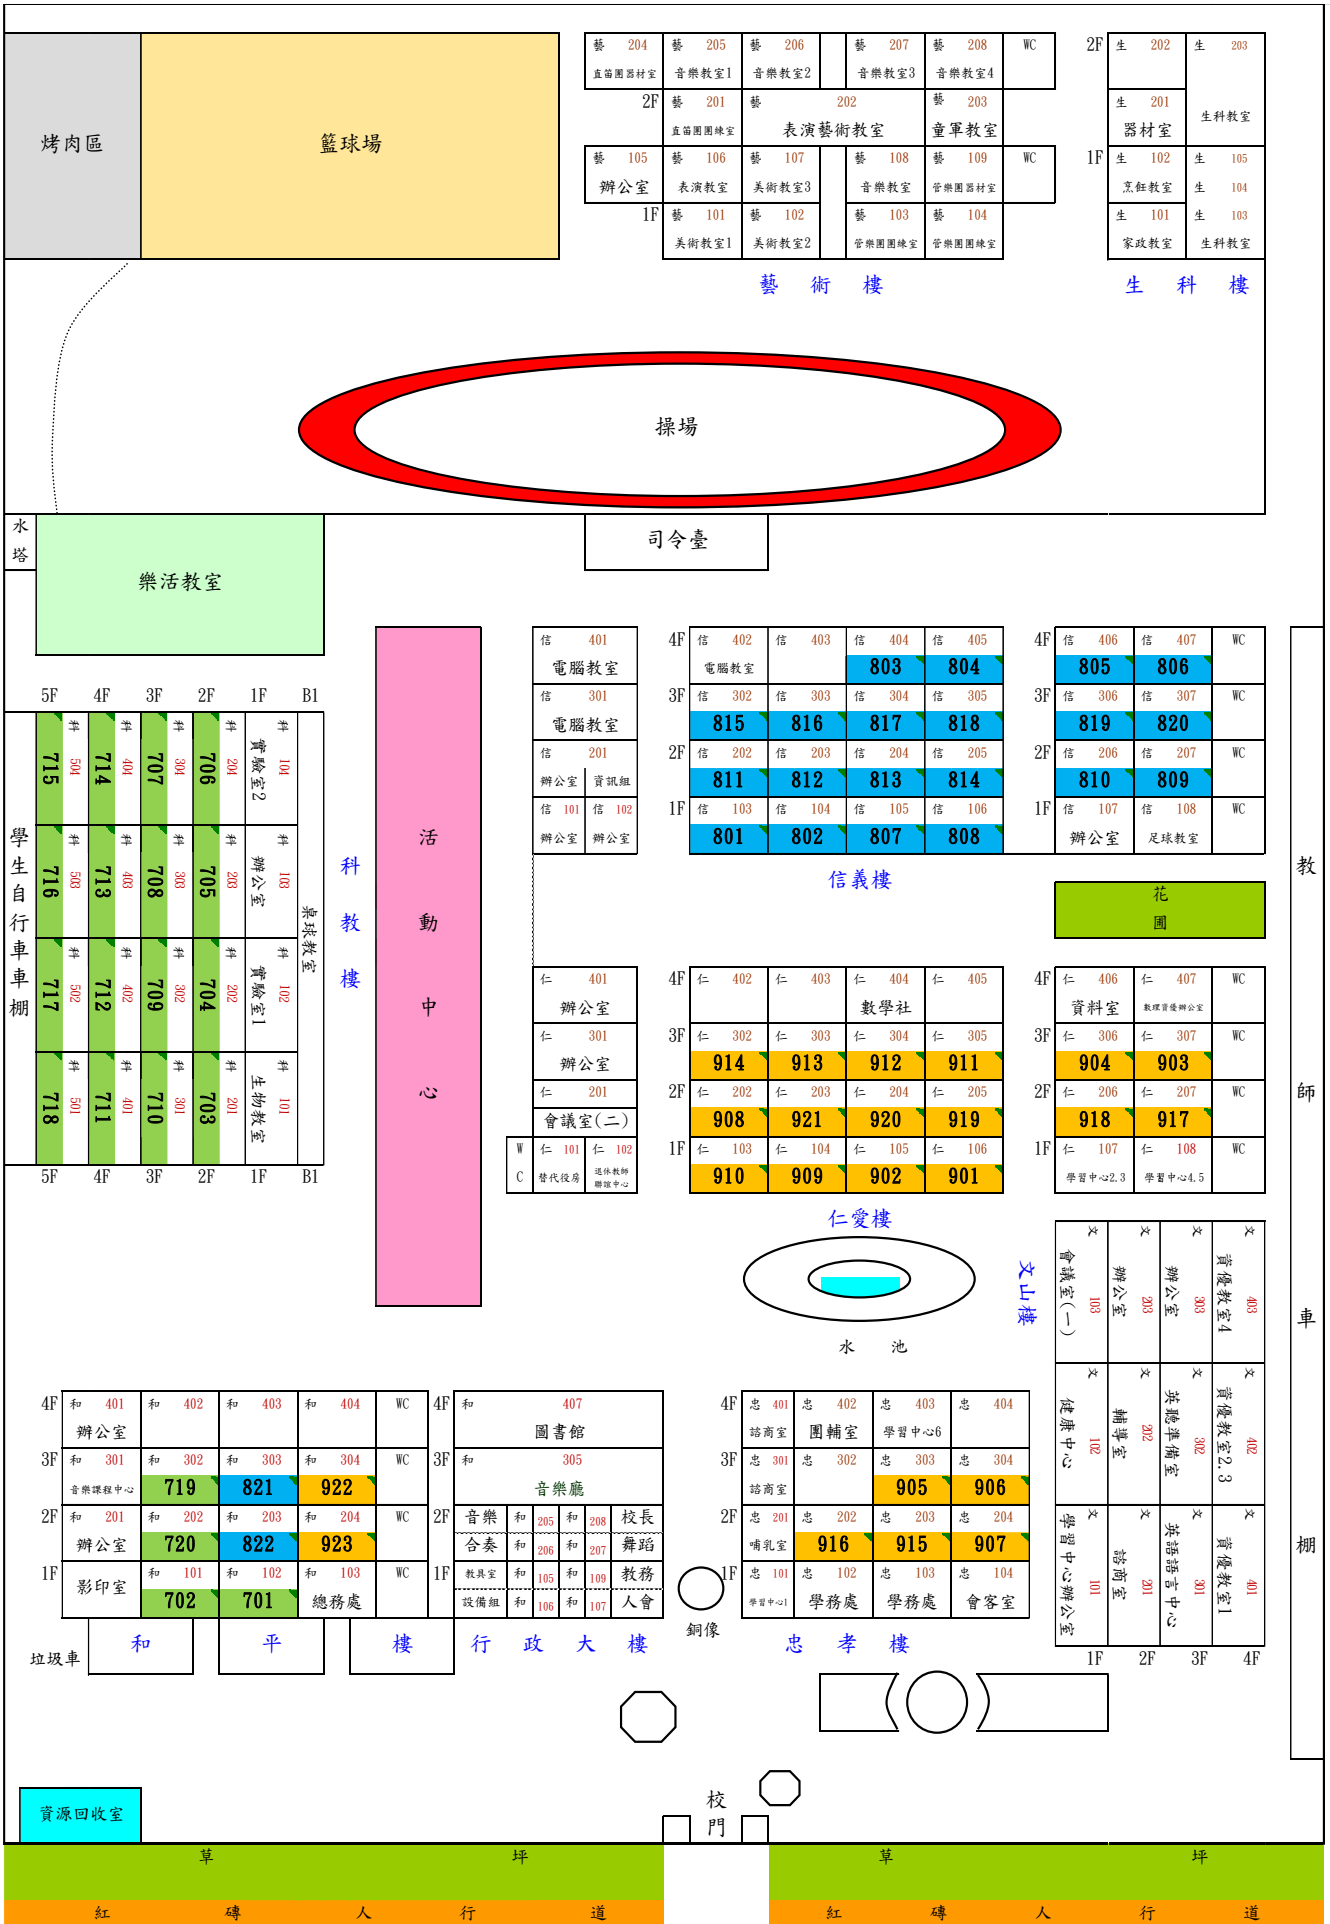 藝 204 藝 205 藝 206 藝 207 藝 208 WC
直笛團器材室 音樂教室1 音樂教室2 音樂教室3 音樂教室4
2F 藝 201 藝 202 藝 203
直笛團團練室 表演藝術教室 童軍教室
藝 105 藝 106 藝 107 藝 108 藝 109 WC
辦公室 表演教室 美術教室3 音樂教室 管樂團器材室
1F 藝 101 藝 102 藝 103 藝 104
美術教室1 美術教室2 管樂團團練室 管樂團團練室
藝 術 樓
2F 生 202 生 203
生 201
器材室 生科教室
1F 生 102 生 105
烹飪教室 生 104
生 101 生 103
家政教室 生科教室
生 科 樓
烤肉區
籃球場
操場
司令臺
水塔
樂活教室
5F 4F 3F 2F 1F B1
715 科 504 714 科 404 707 科 304 706 科 204 實驗室2 科 104
716 科 503 713 科 403 708 科 303 705 科 203 辦公室 科 103
717 科 502 712 科 402 709 科 302 704 科 202 實驗室1 科 102
718 科 501 711 科 401 710 科 301 703 科 201 生物教室 科 101
桌球教室
5F 4F 3F 2F 1F B1
學生自行車車棚
科教樓
活動中心
信 401 4F 信 402 信 403 信 404 信 405 4F 信 406 信 407 WC
電腦教室 電腦教室 803 804 805 806
信 301 3F 信 302 信 303 信 304 信 305 3F 信 306 信 307 WC
電腦教室 815 816 817 818 819 820
信 201 2F 信 202 信 203 信 204 信 205 2F 信 206 信 207 WC
辦公室 資訊組 811 812 813 814 810 809
信 101 信 102 1F 信 103 信 104 信 105 信 106 1F 信 107 信 108 WC
辦公室 辦公室 801 802 807 808 辦公室 足球教室
信義樓
花圃
仁 401 4F 仁 402 仁 403 仁 404 仁 405 4F 仁 406 仁 407 WC
辦公室 數學社 資料室 數理資優辦公室
仁 301 3F 仁 302 仁 303 仁 304 仁 305 3F 仁 306 仁 307 WC
辦公室 914 913 912 911 904 903
仁 201 2F 仁 202 仁 203 仁 204 仁 205 2F 仁 206 仁 207 WC
會議室(二) 908 921 920 919 918 917
WC 仁 101 仁 102 1F 仁 103 仁 104 仁 105 仁 106 1F 仁 107 仁 108 WC
替代役房 退休教師聯誼中心 910 909 902 901 學習中心2.3 學習中心4.5
仁愛樓
水 池
文山樓
會議室(一) 文 103 辦公室 文 203 辦公室 文 303 資優教室4 文 403
健康中心 文 102 輔導室 文 202 英聽準備室 文 302 資優教室2.3 文 402
學習中心辦公室 文 101 諮商室 文 201 英語語言中心 文 301 資優教室1 文 401
1F 2F 3F 4F
教師車棚
4F 和 401 和 402 和 403 和 404 WC 4F 和 407
辦公室 圖書館
3F 和 301 和 302 和 303 和 304 WC 3F 和 305
音樂課程中心 719 821 922 音樂廳
2F 和 201 和 202 和 203 和 204 WC 2F 音樂 和 205 和 208 校長
辦公室 720 822 923 合奏 和 206 和 207 舞蹈
1F 影印室 和 101 和 102 和 103 WC 1F 教具室 和 105 和 109 教務
702 701 總務處 設備組 和 106 和 107 人會
垃圾車 和 平 樓 行 政 大 樓
銅像
4F 忠 401 忠 402 忠 403 忠 404
諮商室 團輔室 學習中心6
3F 忠 301 忠 302 忠 303 忠 304
諮商室 905 906
2F 忠 201 忠 202 忠 203 忠 204
哺乳室 916 915 907
1F 忠 101 忠 102 忠 103 忠 104
學習中心1 學務處 學務處 會客室
忠 孝 樓
資源回收室
校門
草 坪 草 坪
紅 磚 人 行 道 紅 磚 人 行 道